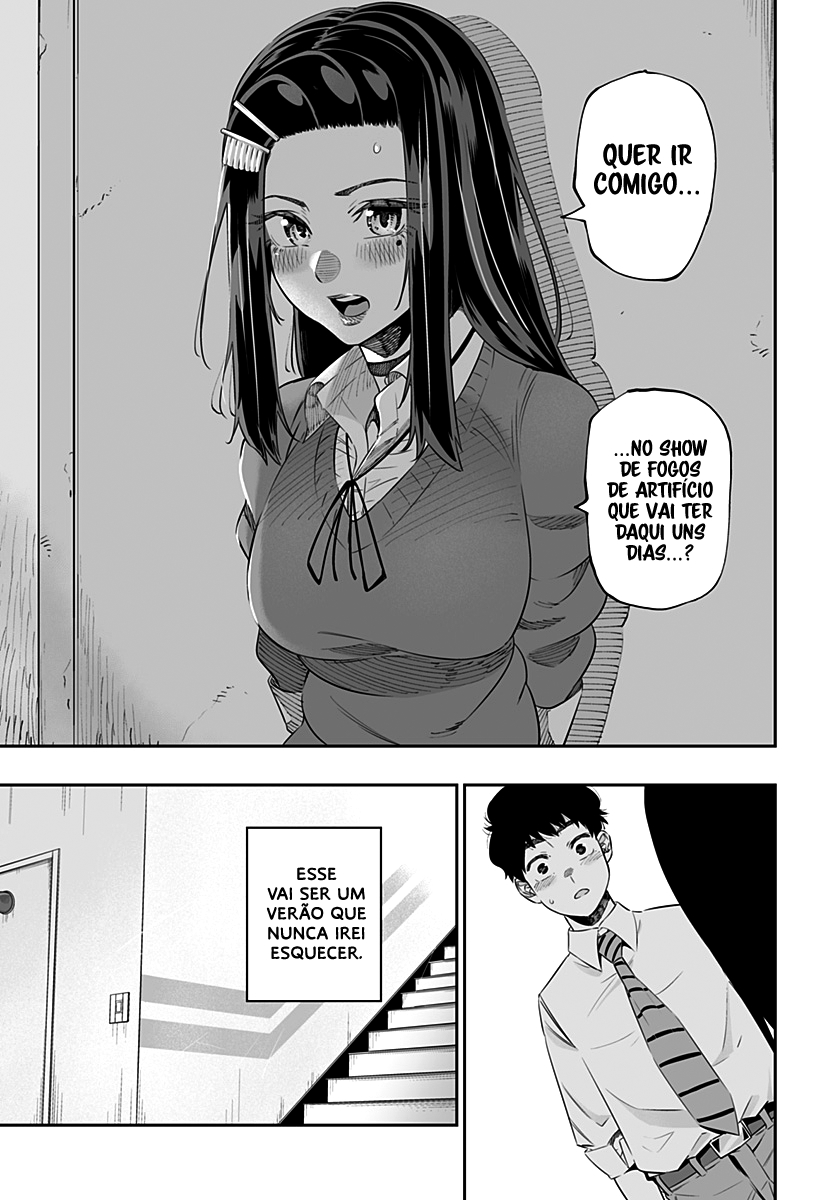 QUER IR
COMIGO...
...NO SHOW
DE FOGOS
DE ARTIFÍCIO
QUE VAI TER
DAQUI UNS
DIAS...?
ESSE
VAI SER UM
VERÃO QUE
NUNCA IREI
ESQUECER.